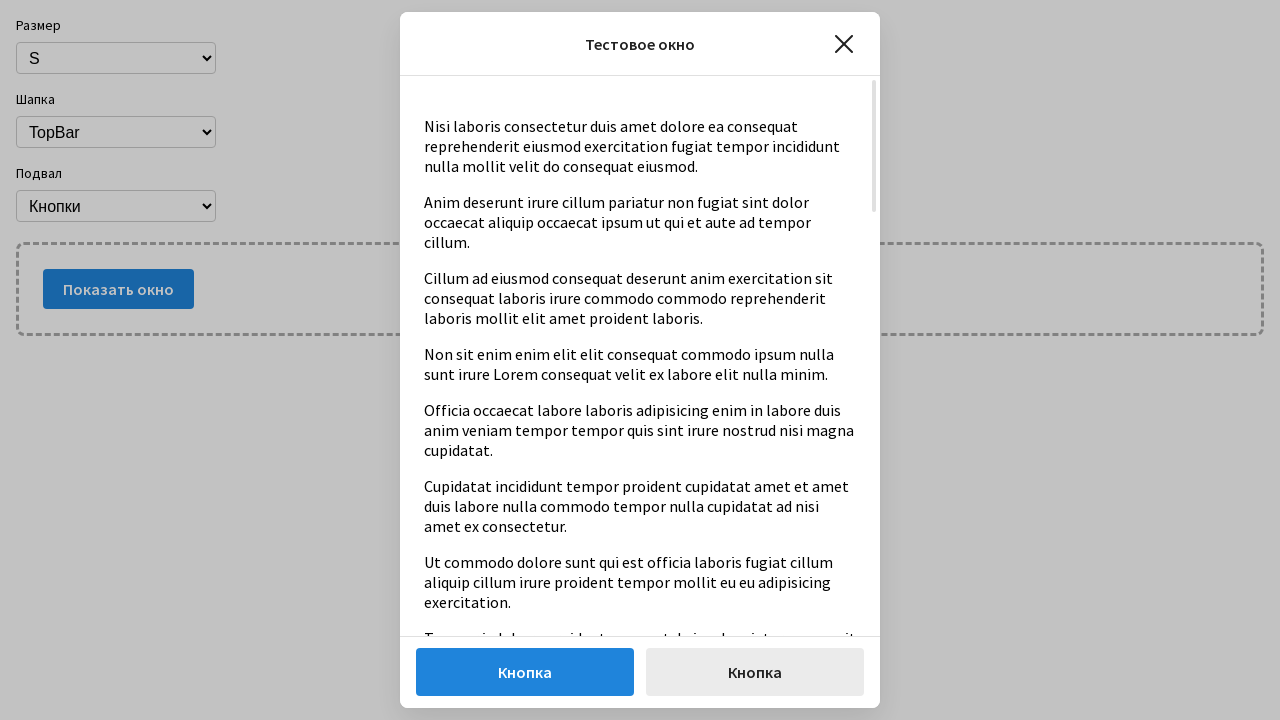 Размер
S
Шапка
TopBar
Подвал
Кнопки
Показать окно
Тестовое окно
Nisi laboris consectetur duis amet dolore ea consequat
reprehenderit eiusmod exercitation fugiat tempor incididunt
nulla mollit velit do consequat eiusmod.
Anim deserunt irure cillum pariatur non fugiat sint dolor
occaecat aliquip occaecat ipsum ut qui et aute ad tempor
cillum.
Cillum ad eiusmod consequat deserunt anim exercitation sit
consequat laboris irure commodo commodo reprehenderit
laboris mollit elit amet proident laboris.
Non sit enim enim elit elit consequat commodo ipsum nulla
sunt irure Lorem consequat velit ex labore elit nulla minim.
Officia occaecat labore laboris adipisicing enim in labore duis
anim veniam tempor tempor quis sint irure nostrud nisi magna
cupidatat.
Cupidatat incididunt tempor proident cupidatat amet et amet
duis labore nulla commodo tempor nulla cupidatat ad nisi
amet ex consectetur.
Ut commodo dolore sunt qui est officia laboris fugiat cillum
aliquip cillum irure proident tempor mollit eu eu adipisicing
exercitation.
Кнопка
Кнопка